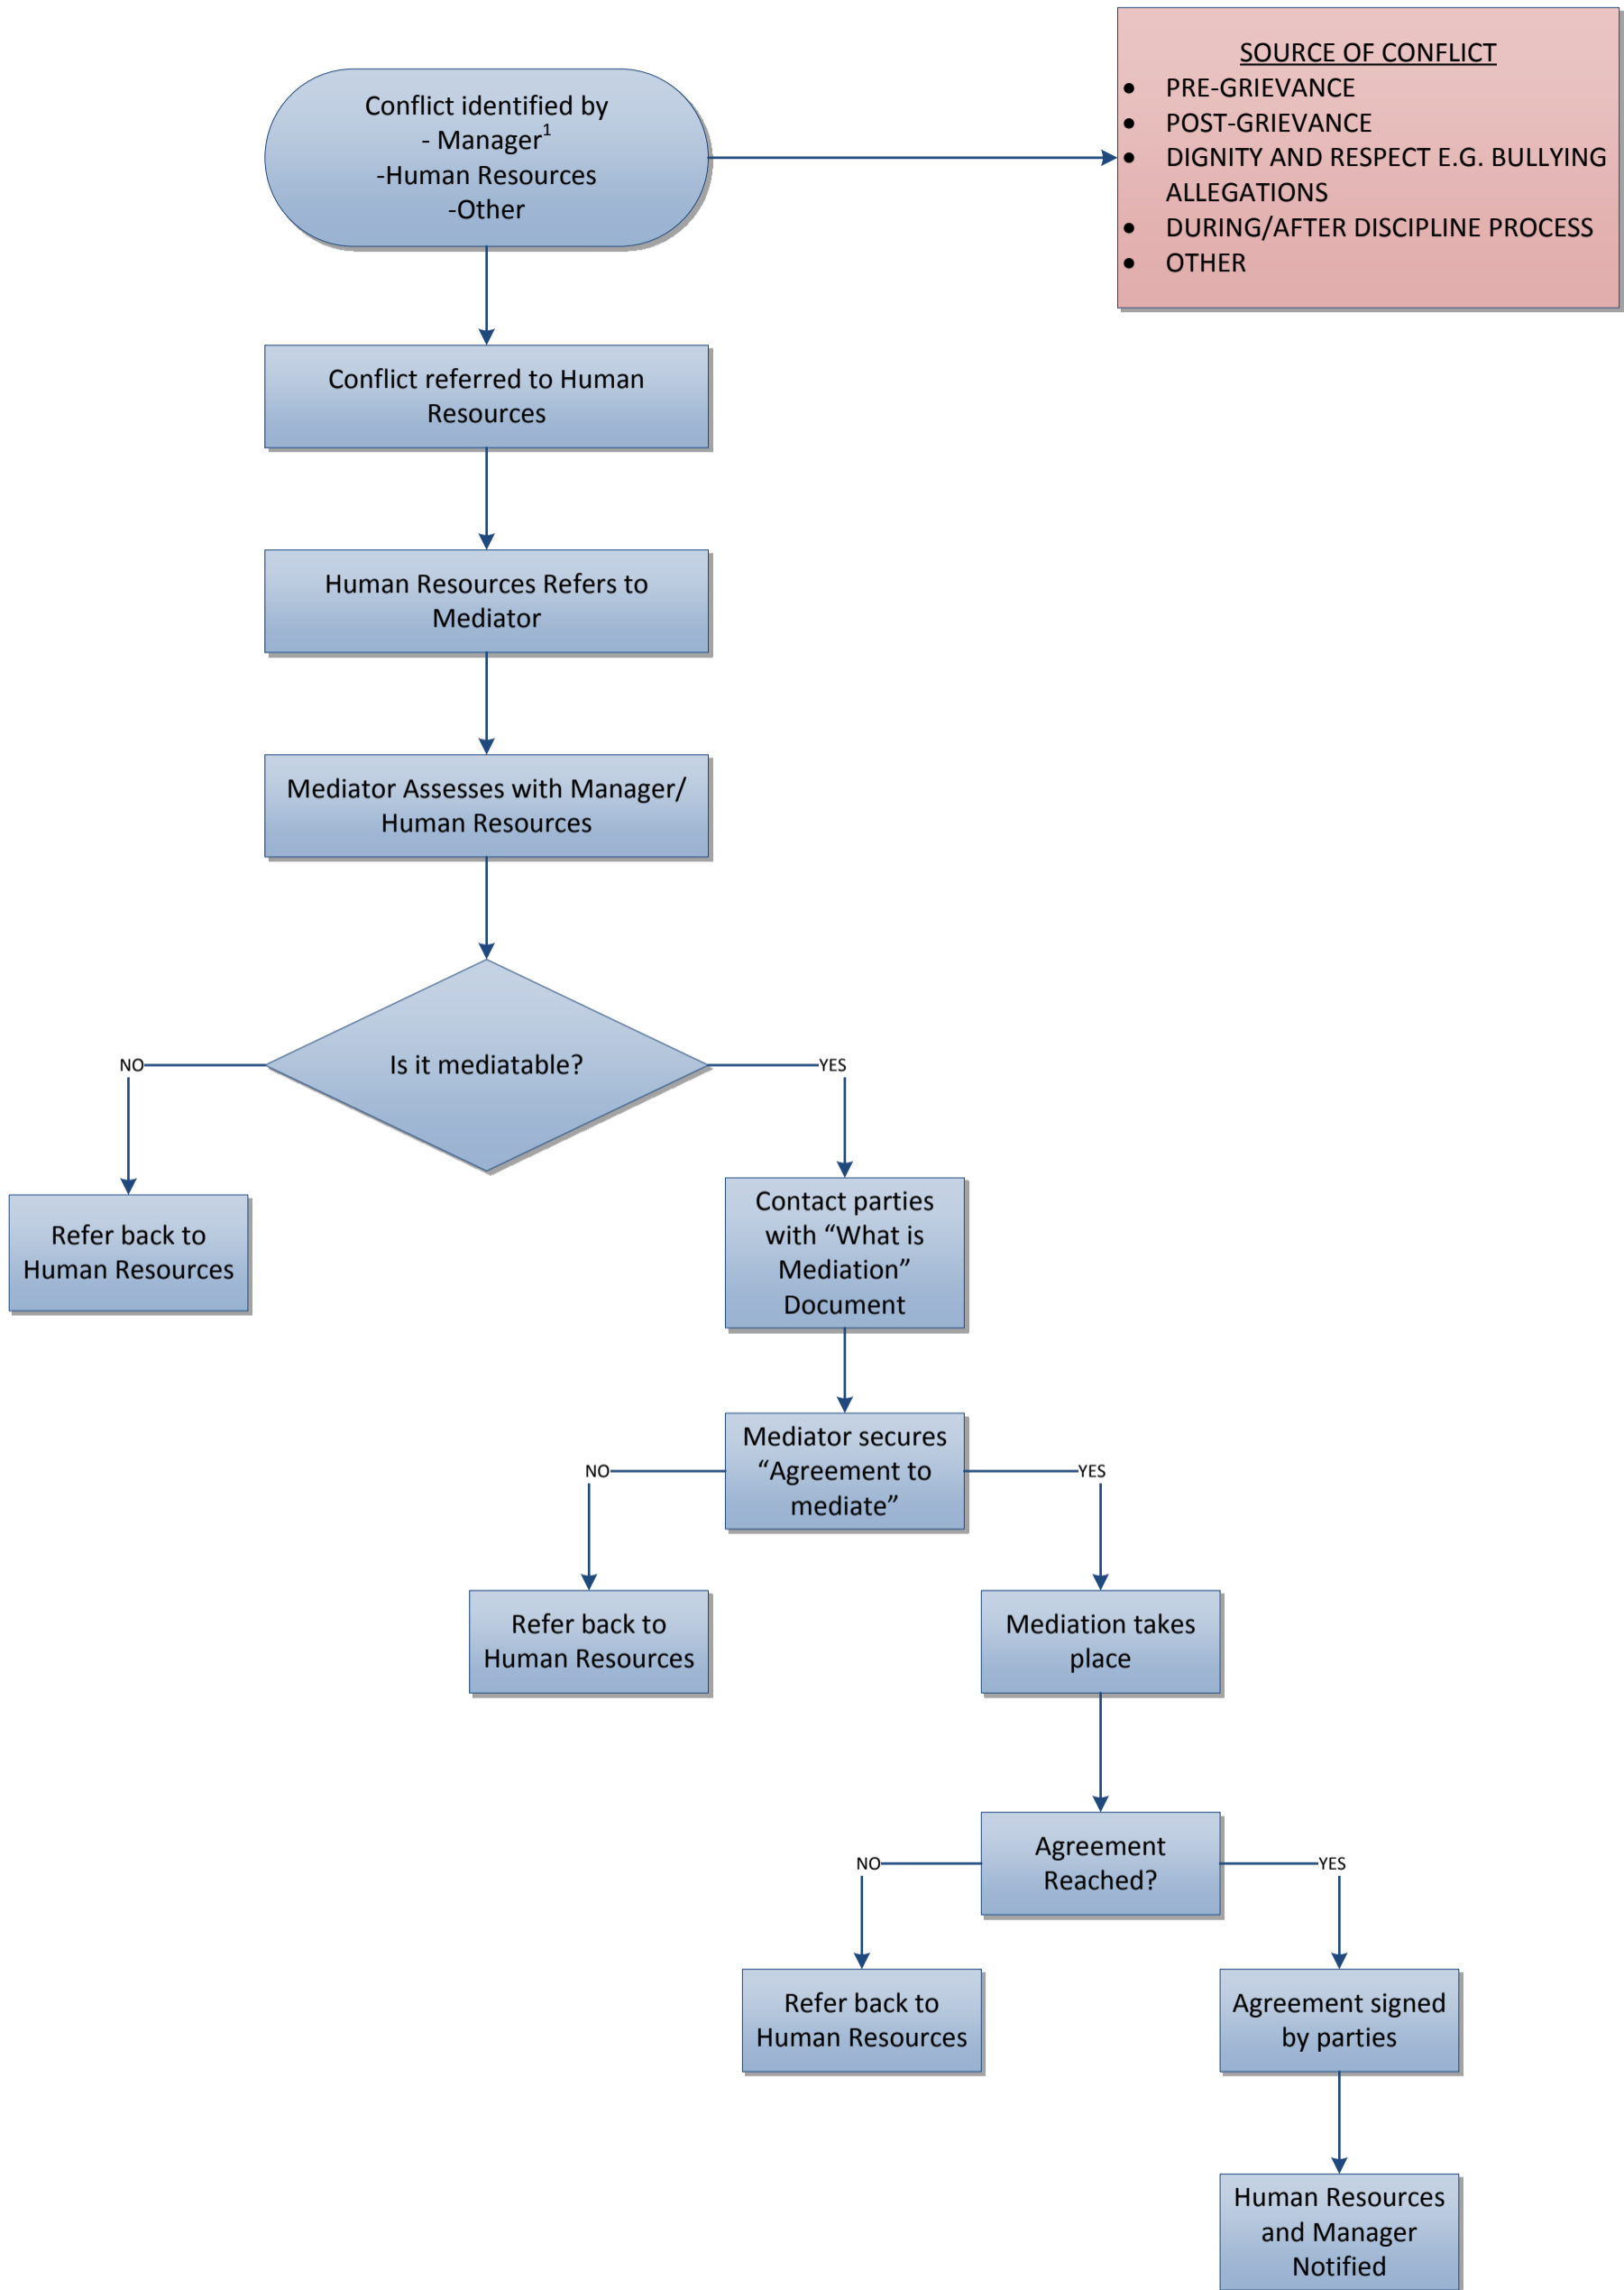 Conflict identified by
- Manager¹
-Human Resources
-Other
SOURCE OF CONFLICT
• PRE-GRIEVANCE
• POST-GRIEVANCE
• DIGNITY AND RESPECT E.G. BULLYING
ALLEGATIONS
• DURING/AFTER DISCIPLINE PROCESS
• OTHER
Conflict referred to Human
Resources
Human Resources Refers to
Mediator
Mediator Assesses with Manager/
Human Resources
Is it mediatable?
NO
YES
Refer back to
Human Resources
Contact parties
with “What is
Mediation”
Document
Mediator secures
“Agreement to
mediate”
NO
YES
Refer back to
Human Resources
Mediation takes
place
Agreement
Reached?
NO
YES
Refer back to
Human Resources
Agreement signed
by parties
Human Resources
and Manager
Notified